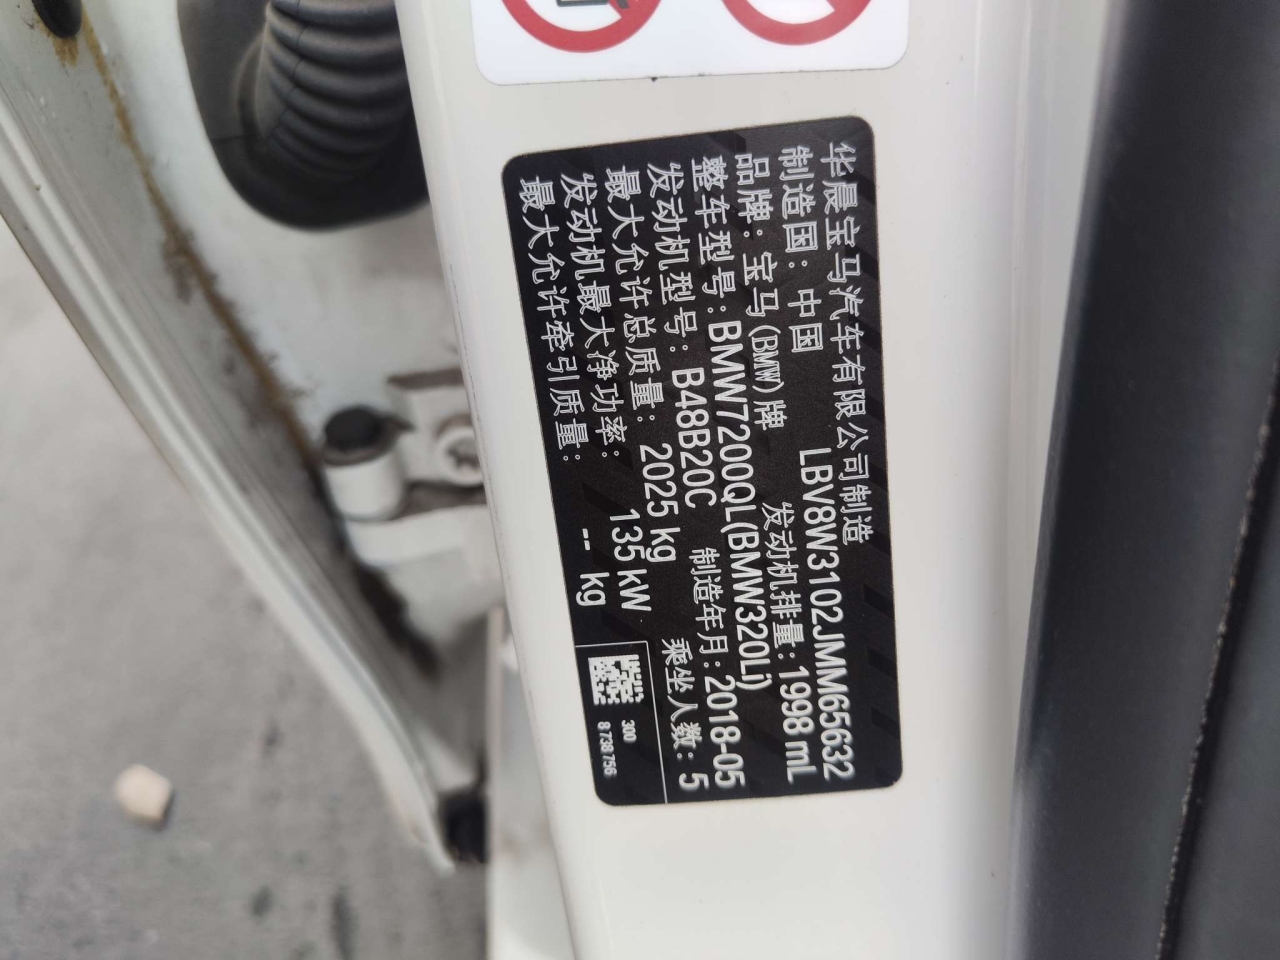 华晨宝马汽车有限公司制造
制造国：中国 LBV8W3102JMM65632
品牌：宝马(BMW)牌 发动机排量：1998 mL
整车型号：BMW7200QL(BMW320Li)
发动机型号：B48B20C 制造年月：2018-05
最大允许总质量：2025 kg 乘坐人数：5
发动机最大净功率：135 kW
最大允许牵引质量：-- kg
300
8 738 756